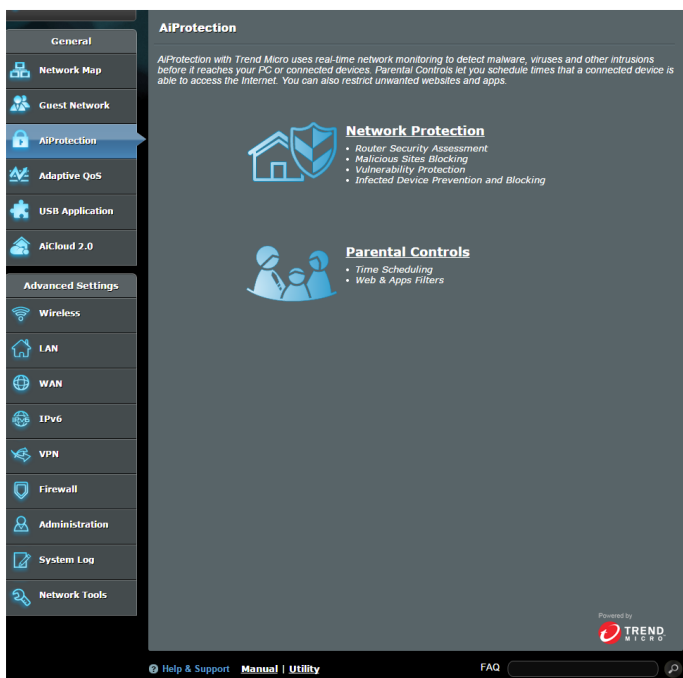 General
Network Map
Guest Network
AiProtection
Adaptive QoS
USB Application
AiCloud 2.0
Advanced Settings
Wireless
LAN
WAN
IPv6
VPN
Firewall
Administration
System Log
Network Tools
AiProtection
AiProtection with Trend Micro uses real-time network monitoring to detect malware, viruses and other intrusions
before it reaches your PC or connected devices. Parental Controls let you schedule times that a connected device is
able to access the Internet. You can also restrict unwanted websites and apps.
Network Protection
• Router Security Assessment
• Malicious Sites Blocking
• Vulnerability Protection
• Infected Device Prevention and Blocking
Parental Controls
• Time Scheduling
• Web & Apps Filters
Powered by
TREND
MICRO
Help & Support Manual | Utility FAQ